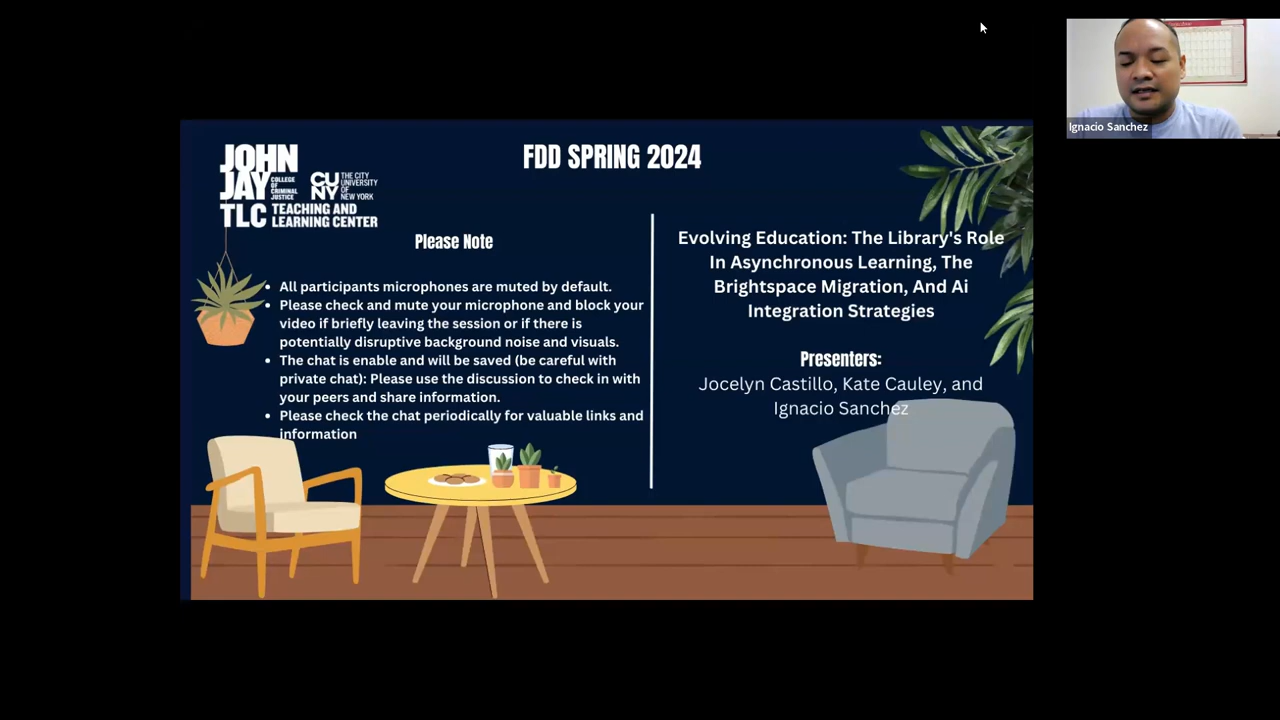 FDD SPRING 2024
JOHN
JAY
COLLEGE
OF
CRIMINAL
JUSTICE
CU
NY
THE CITY
UNIVERSITY
OF
NEW YORK
TLC TEACHING AND
LEARNING CENTER
Please Note
• All participants microphones are muted by default.
• Please check and mute your microphone and block your
video if briefly leaving the session or if there is
potentially disruptive background noise and visuals.
• The chat is enable and will be saved (be careful with
private chat): Please use the discussion to check in with
your peers and share information.
• Please check the chat periodically for valuable links and
information
Evolving Education: The Library's Role
In Asynchronous Learning, The
Brightspace Migration, And Ai
Integration Strategies
Presenters:
Jocelyn Castillo, Kate Cauley, and
Ignacio Sanchez
Ignacio Sanchez